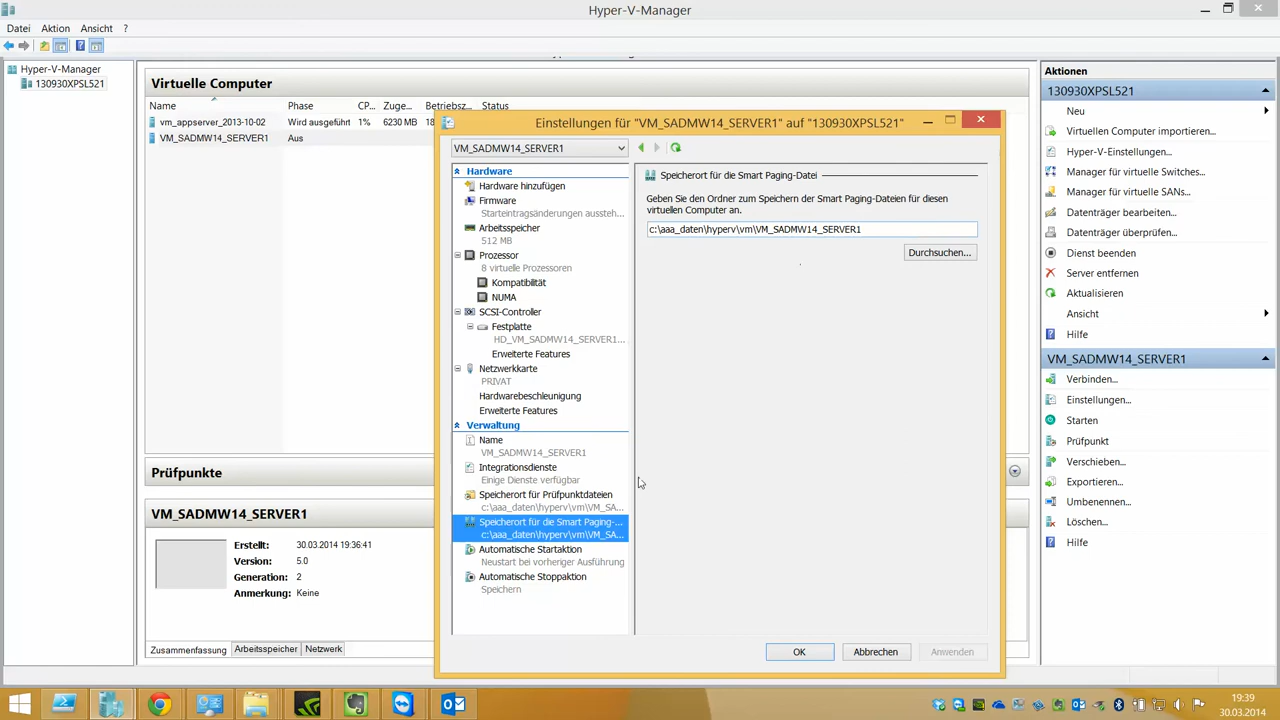 Hyper-V-Manager
Datei Aktion Ansicht ?
Hyper-V-Manager
130930XPSL521
Virtuelle Computer
Name Phase CP... Zuge... Betriebsz... Status
vm_appserver_2013-10-02 Wird ausgeführt 1% 6230 MB 18
VM_SADMW14_SERVER1 Aus
Prüfpunkte
VM_SADMW14_SERVER1
Erstellt: 30.03.2014 19:36:41
Version: 5.0
Generation: 2
Anmerkung: Keine
Zusammenfassung Arbeitsspeicher Netzwerk
Einstellungen für "VM_SADMW14_SERVER1" auf "130930XPSL521"
VM_SADMW14_SERVER1
Hardware
Hardware hinzufügen
Firmware
Starteintragsänderungen aussteh...
Arbeitsspeicher
512 MB
Prozessor
8 virtuelle Prozessoren
Kompatibilität
NUMA
SCSI-Controller
Festplatte
HD_VM_SADMW14_SERVER1...
Erweiterte Features
Netzwerkkarte
PRIVAT
Hardwarebeschleunigung
Erweiterte Features
Verwaltung
Name
VM_SADMW14_SERVER1
Integrationsdienste
Einige Dienste verfügbar
Speicherort für Prüfpunktdateien
c:\aaa_daten\hyperv\vm\VM_SA...
Speicherort für die Smart Paging-...
c:\aaa_daten\hyperv\vm\VM_SA...
Automatische Startaktion
Neustart bei vorheriger Ausführung
Automatische Stoppaktion
Speichern
Speicherort für die Smart Paging-Datei
Geben Sie den Ordner zum Speichern der Smart Paging-Dateien für diesen
virtuellen Computer an.
c:\aaa_daten\hyperv\vm\VM_SADMW14_SERVER1
Durchsuchen...
OK Abbrechen Anwenden
Aktionen
130930XPSL521
Neu
Virtuellen Computer importieren...
Hyper-V-Einstellungen...
Manager für virtuelle Switches...
Manager für virtuelle SANs...
Datenträger bearbeiten...
Datenträger überprüfen...
Dienst beenden
Server entfernen
Aktualisieren
Ansicht
Hilfe
VM_SADMW14_SERVER1
Verbinden...
Einstellungen...
Starten
Prüfpunkt
Verschieben...
Exportieren...
Umbenennen...
Löschen...
Hilfe
19:39
30.03.2014